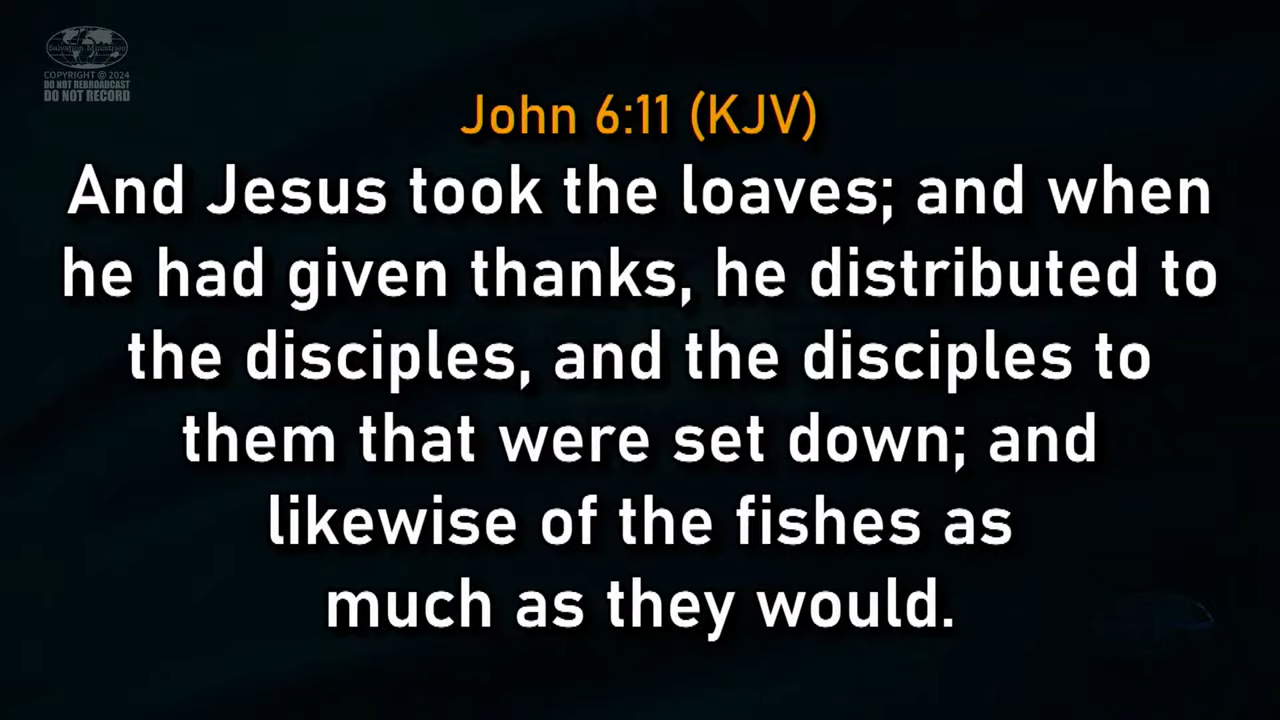 Salvation Ministries
COPYRIGHT © 2024
DO NOT REBROADCAST
DO NOT RECORD
John 6:11 (KJV)
And Jesus took the loaves; and when
he had given thanks, he distributed to
the disciples, and the disciples to
them that were set down; and
likewise of the fishes as
much as they would.